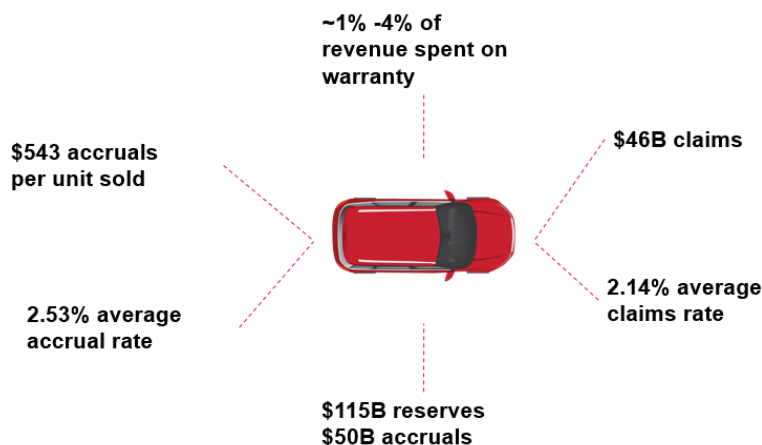 ~1% -4% of
revenue spent on
warranty
$543 accruals
per unit sold
$46B claims
2.53% average
accrual rate
2.14% average
claims rate
$115B reserves
$50B accruals